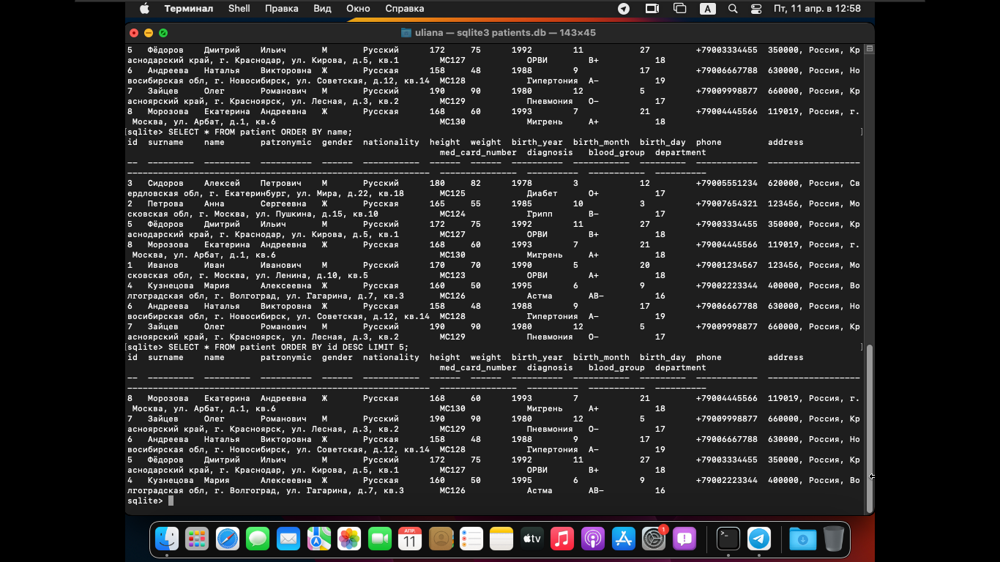 Терминал Shell Правка Вид Окно Справка A Пт, 11 апр. в 12:58
uliana — sqlite3 patients.db — 143×45
5 Фёдоров Дмитрий Ильич М Русский 172 75 1992 11 27 +79003334455 350000, Россия, Кр
аснодарский край, г. Краснодар, ул. Кирова, д.5, кв.1 МС127 ОРВИ B+ 18
6 Андреева Наталья Викторовна Ж Русская 158 48 1988 9 17 +79006667788 630000, Россия, Но
восибирская обл, г. Новосибирск, ул. Советская, д.12, кв.14 МС128 Гипертония A− 19
7 Зайцев Олег Романович М Русский 190 90 1980 12 5 +79009998877 660000, Россия, Кр
асноярский край, г. Красноярск, ул. Лесная, д.3, кв.2 МС129 Пневмония O− 17
8 Морозова Екатерина Андреевна Ж Русская 168 60 1993 7 21 +79004445566 119019, Россия, г.
Москва, ул. Арбат, д.1, кв.6 МС130 Мигрень A+ 18
[sqlite> SELECT * FROM patient ORDER BY name; ]
id surname name patronymic gender nationality height weight birth_year birth_month birth_day phone address
med_card_number diagnosis blood_group department
3 Сидоров Алексей Петрович М Русский 180 82 1978 3 12 +79005551234 620000, Россия, Св
ердловская обл, г. Екатеринбург, ул. Мира, д.22, кв.18 МС125 Диабет O+ 17
2 Петрова Анна Сергеевна Ж Русская 165 55 1985 10 3 +79007654321 123456, Россия, Мо
сковская обл, г. Москва, ул. Пушкина, д.15, кв.10 МС124 Грипп B− 17
5 Фёдоров Дмитрий Ильич М Русский 172 75 1992 11 27 +79003334455 350000, Россия, Кр
аснодарский край, г. Краснодар, ул. Кирова, д.5, кв.1 МС127 ОРВИ B+ 18
8 Морозова Екатерина Андреевна Ж Русская 168 60 1993 7 21 +79004445566 119019, Россия, г.
Москва, ул. Арбат, д.1, кв.6 МС130 Мигрень A+ 18
1 Иванов Иван Иванович М Русский 170 70 1990 5 20 +79001234567 123456, Россия, Мо
сковская обл, г. Москва, ул. Ленина, д.10, кв.5 МС123 ОРВИ A+ 18
4 Кузнецова Мария Алексеевна Ж Русская 160 50 1995 6 9 +79002223344 400000, Россия, Во
лгоградская обл, г. Волгоград, ул. Гагарина, д.7, кв.3 МС126 Астма AB− 16
6 Андреева Наталья Викторовна Ж Русская 158 48 1988 9 17 +79006667788 630000, Россия, Но
восибирская обл, г. Новосибирск, ул. Советская, д.12, кв.14 МС128 Гипертония A− 19
7 Зайцев Олег Романович М Русский 190 90 1980 12 5 +79009998877 660000, Россия, Кр
асноярский край, г. Красноярск, ул. Лесная, д.3, кв.2 МС129 Пневмония O− 17
[sqlite> SELECT * FROM patient ORDER BY id DESC LIMIT 5; ]
id surname name patronymic gender nationality height weight birth_year birth_month birth_day phone address
med_card_number diagnosis blood_group department
8 Морозова Екатерина Андреевна Ж Русская 168 60 1993 7 21 +79004445566 119019, Россия, г.
Москва, ул. Арбат, д.1, кв.6 МС130 Мигрень A+ 18
7 Зайцев Олег Романович М Русский 190 90 1980 12 5 +79009998877 660000, Россия, Кр
асноярский край, г. Красноярск, ул. Лесная, д.3, кв.2 МС129 Пневмония O− 17
6 Андреева Наталья Викторовна Ж Русская 158 48 1988 9 17 +79006667788 630000, Россия, Но
восибирская обл, г. Новосибирск, ул. Советская, д.12, кв.14 МС128 Гипертония A− 19
5 Фёдоров Дмитрий Ильич М Русский 172 75 1992 11 27 +79003334455 350000, Россия, Кр
аснодарский край, г. Краснодар, ул. Кирова, д.5, кв.1 МС127 ОРВИ B+ 18
4 Кузнецова Мария Алексеевна Ж Русская 160 50 1995 6 9 +79002223344 400000, Россия, Во
лгоградская обл, г. Волгоград, ул. Гагарина, д.7, кв.3 МС126 Астма AB− 16
sqlite>
АПР.
11
tv
1